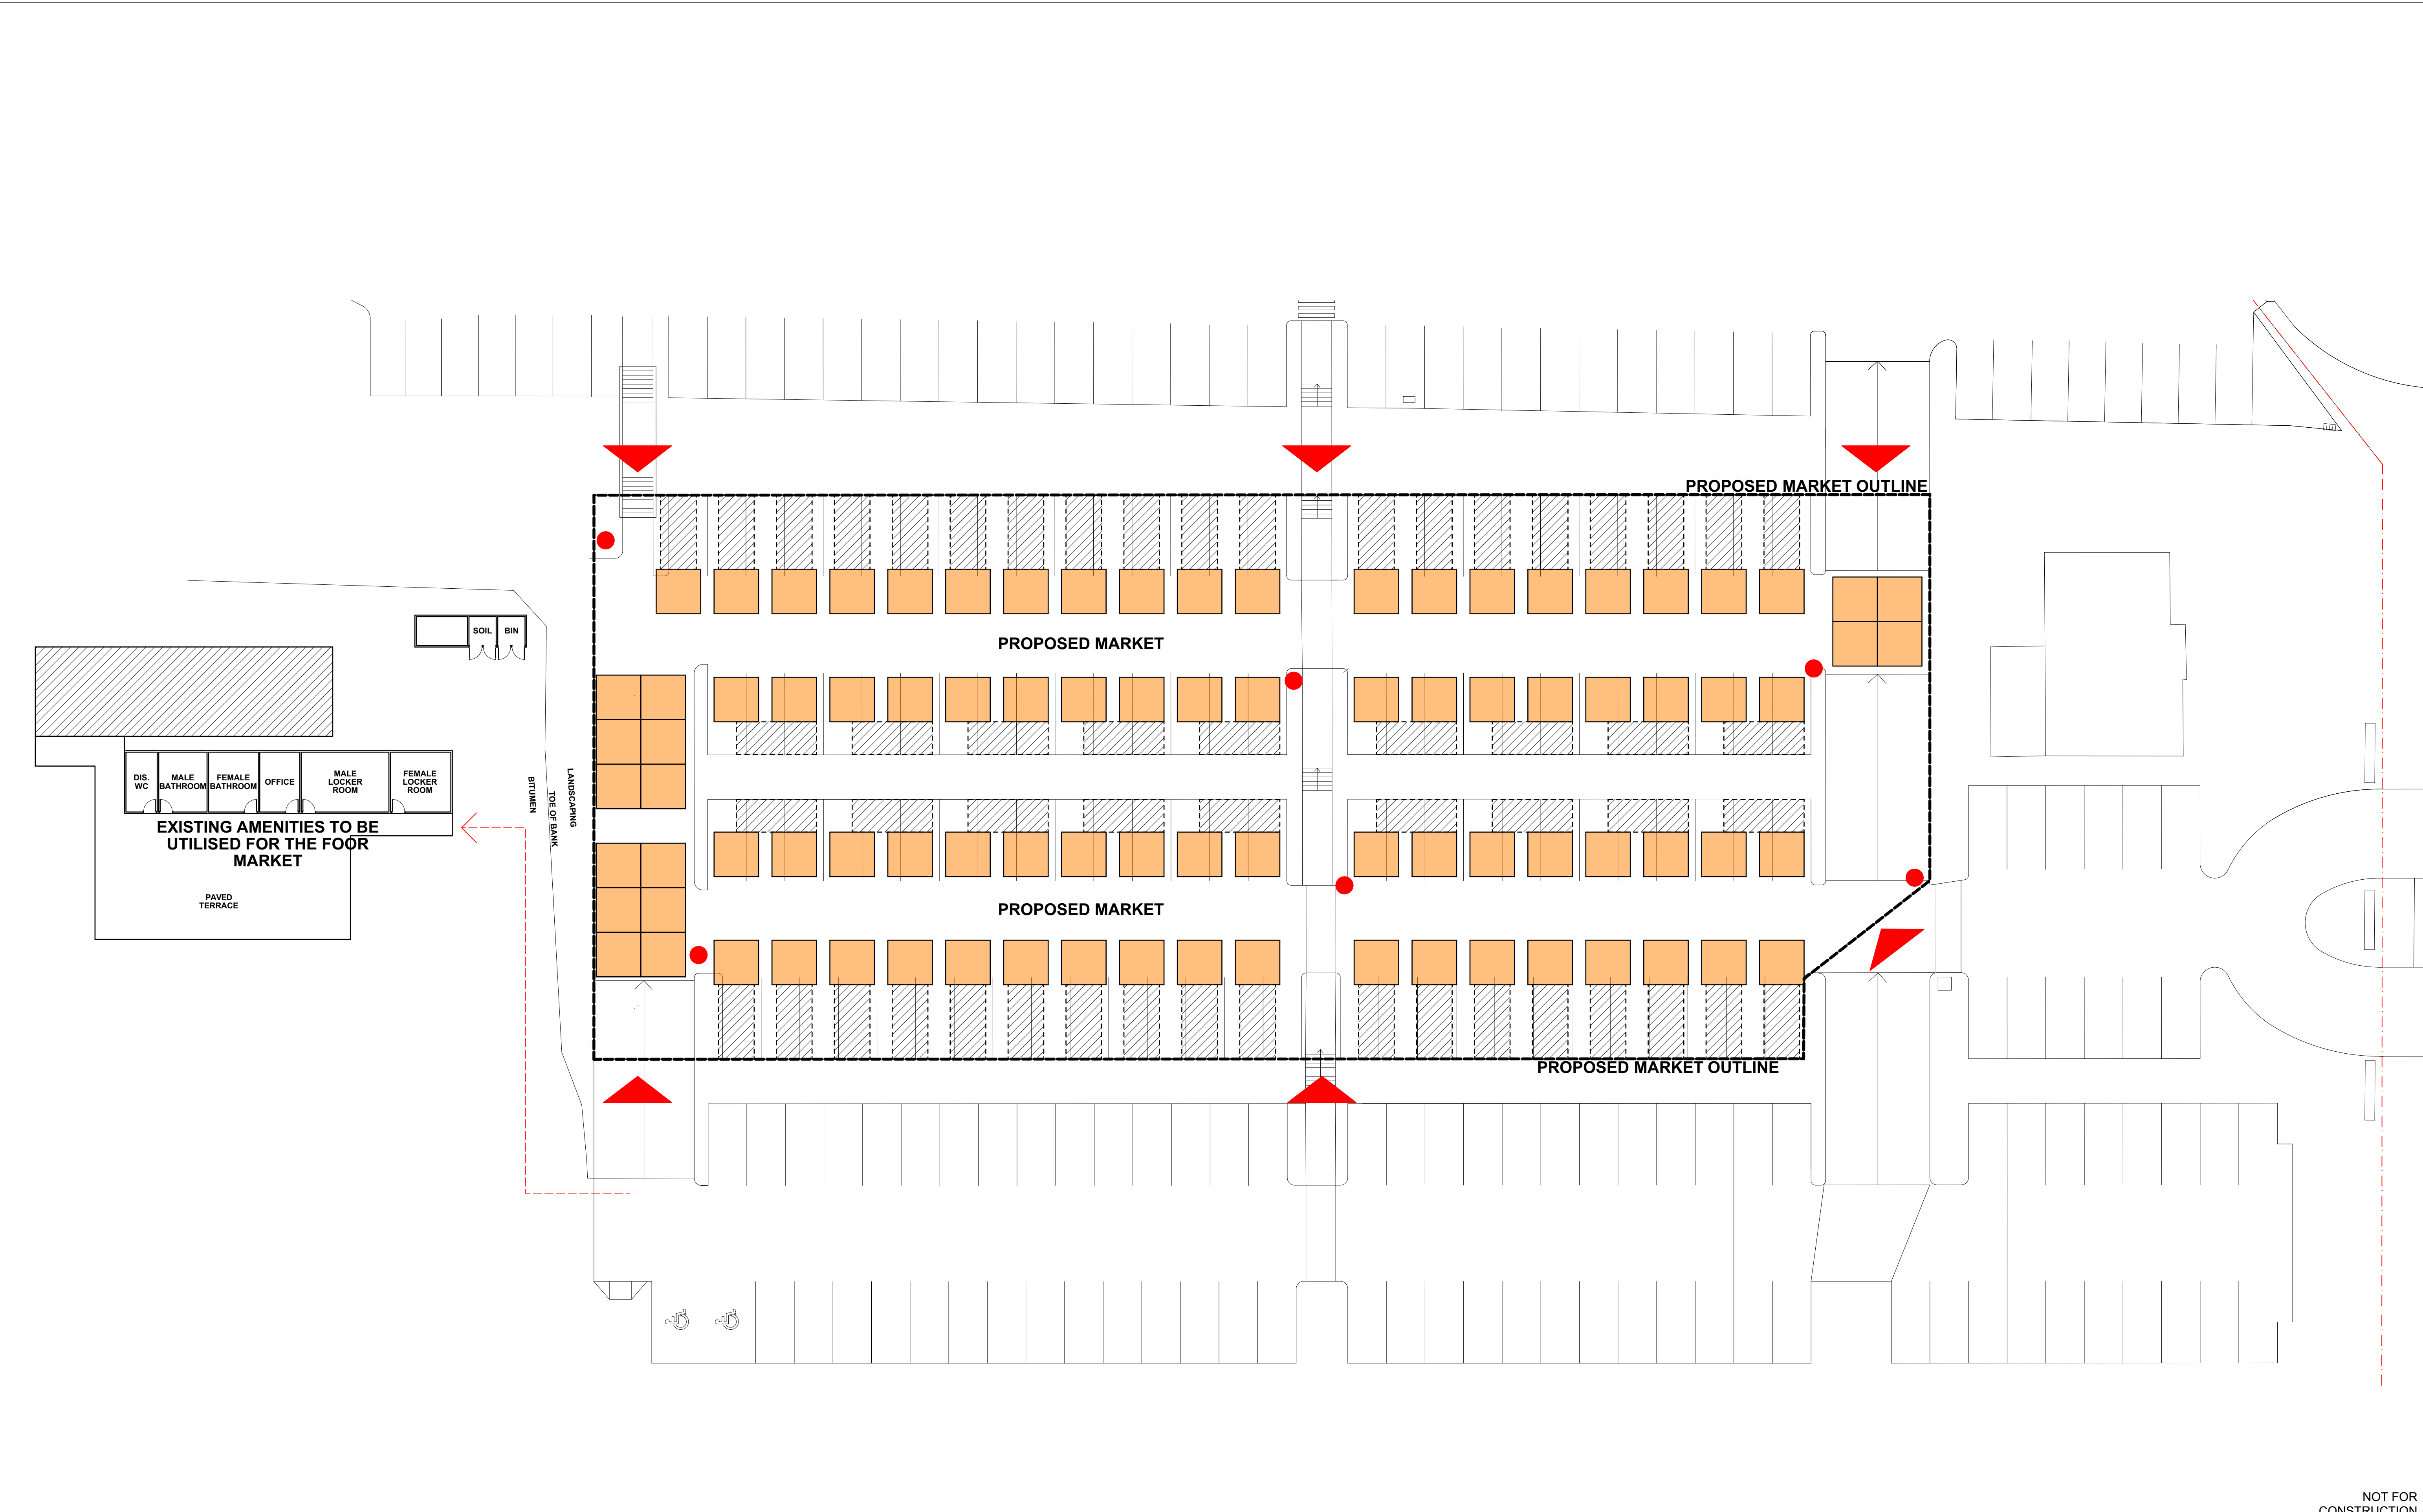 PROPOSED MARKET OUTLINE
SOIL
BIN
PROPOSED MARKET
DIS.
WC
MALE
BATHROOM
FEMALE
BATHROOM
OFFICE
MALE
LOCKER
ROOM
FEMALE
LOCKER
ROOM
BITUMEN
TOE OF BANK
LANDSCAPING
EXISTING AMENITIES TO BE
UTILISED FOR THE FOOR
MARKET
PAVED
TERRACE
PROPOSED MARKET
PROPOSED MARKET OUTLINE
NOT FOR
CONSTRUCTION